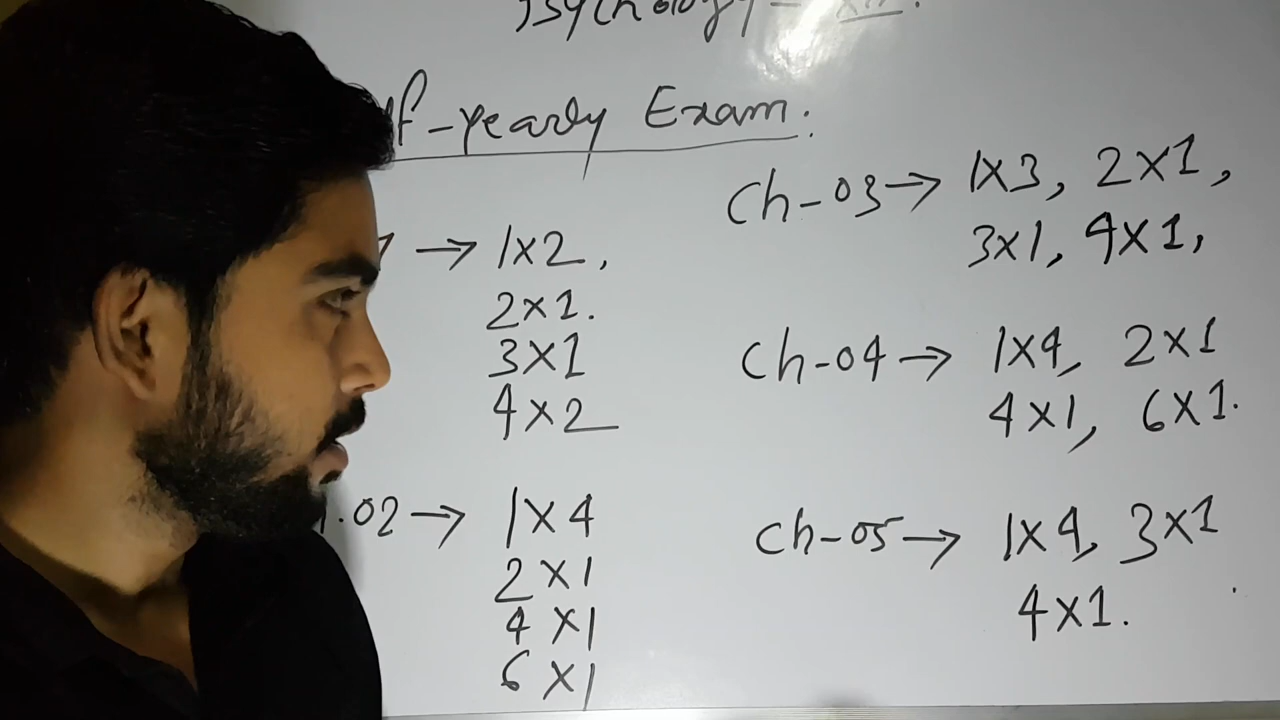 Psychology - XII.
f-yearly Exam:
→ 1x2,
2x1.
3x1
4x2
.02 → 1x4
2x1
4x1
6x1
Ch-03 → 1x3, 2x1,
3x1, 4x1,
Ch-04 → 1x4, 2x1
4x1, 6x1.
Ch-05 → 1x4, 3x1
4x1.